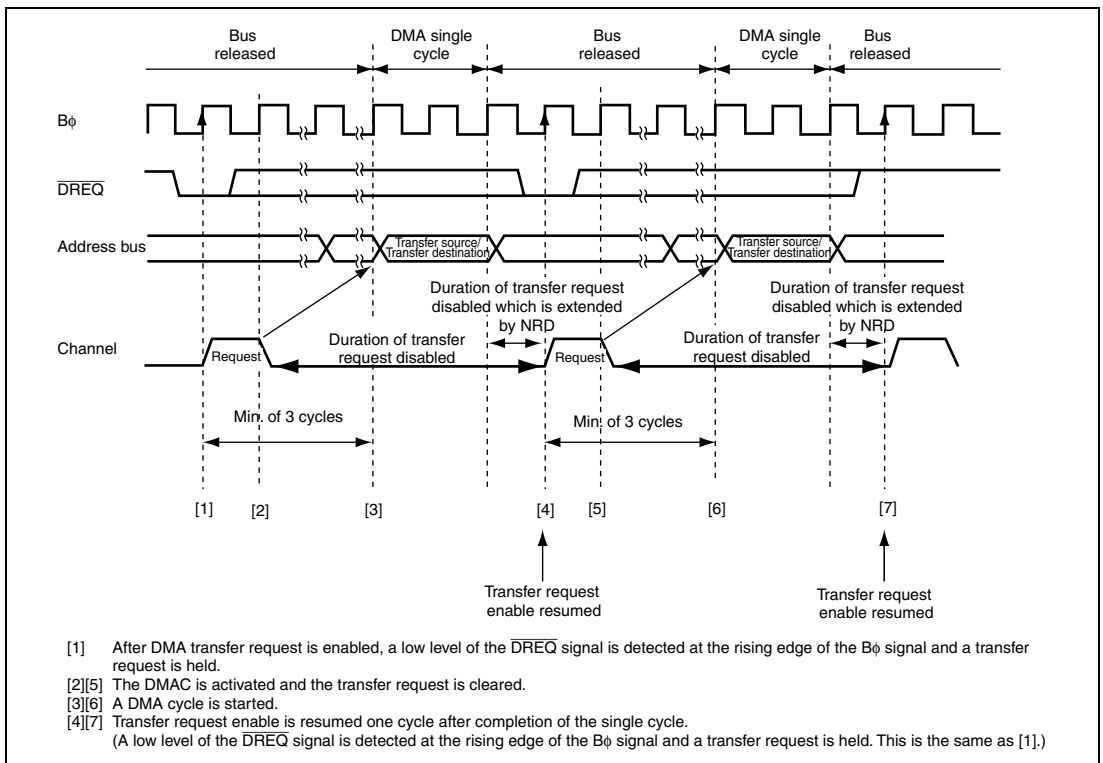 Bus released
DMA single cycle
Bus released
DMA single cycle
Bus released
Bφ
DREQ
Address bus
Transfer source/
Transfer destination
Transfer source/
Transfer destination
Duration of transfer request
disabled which is extended
by NRD
Duration of transfer request
disabled which is extended
by NRD
Channel
Request
Duration of transfer
request disabled
Request
Duration of transfer
request disabled
Min. of 3 cycles
Min. of 3 cycles
[1] [2] [3] [4] [5] [6] [7]
Transfer request
enable resumed
Transfer request
enable resumed
[1] After DMA transfer request is enabled, a low level of the DREQ signal is detected at the rising edge of the Bφ signal and a transfer
request is held.
[2][5] The DMAC is activated and the transfer request is cleared.
[3][6] A DMA cycle is started.
[4][7] Transfer request enable is resumed one cycle after completion of the single cycle.
(A low level of the DREQ signal is detected at the rising edge of the Bφ signal and a transfer request is held. This is the same as [1].)